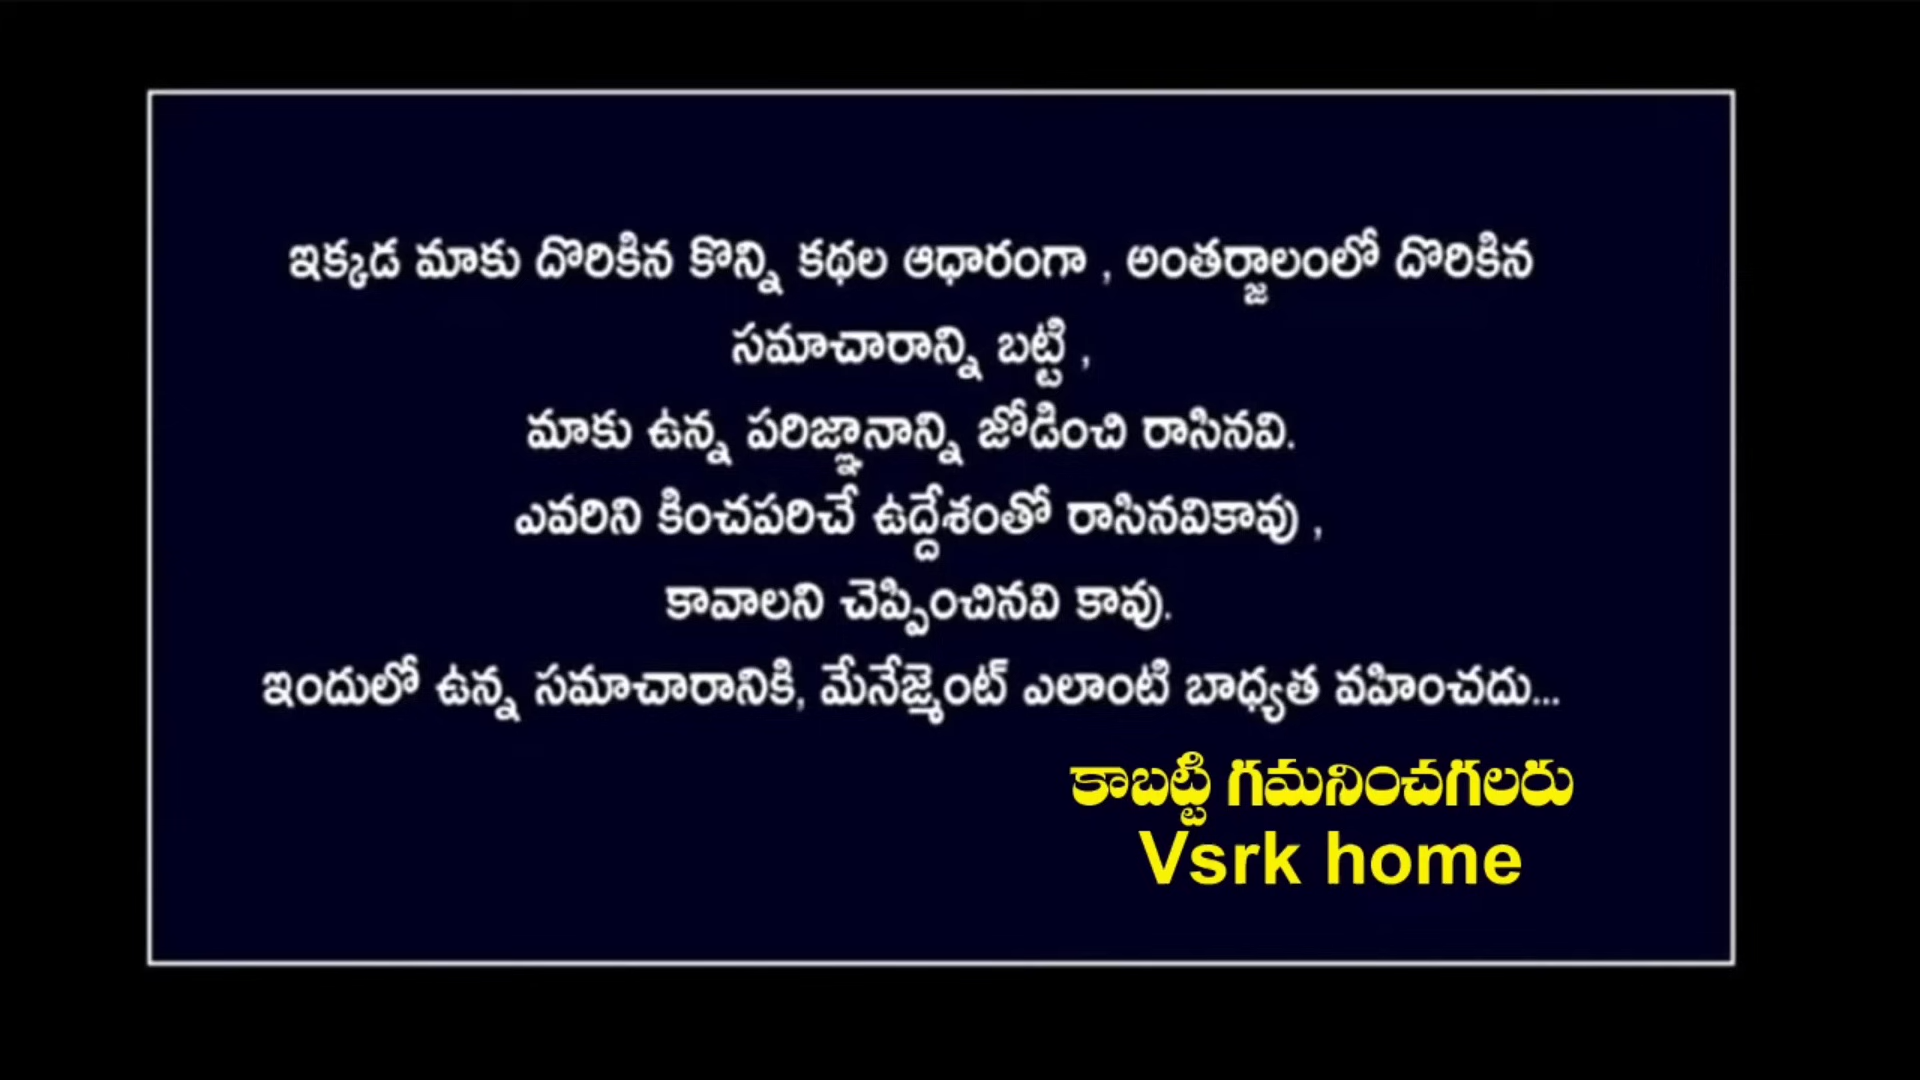 ఇక్కడ మాకు దొరికిన కొన్ని కథల ఆధారంగా , అంతర్జాలంలో దొరికిన
సమాచారాన్ని బట్టి ,
మాకు ఉన్న పరిజ్ఞానాన్ని జోడించి రాసినవి.
ఎవరిని కించపరిచే ఉద్దేశంతో రాసినవికావు ,
కావాలని చెప్పించినవి కావు.
ఇందులో ఉన్న సమాచారానికి, మేనేజ్మెంట్ ఎలాంటి బాధ్యత వహించదు...
కాబట్టి గమనించగలరు
Vsrk home